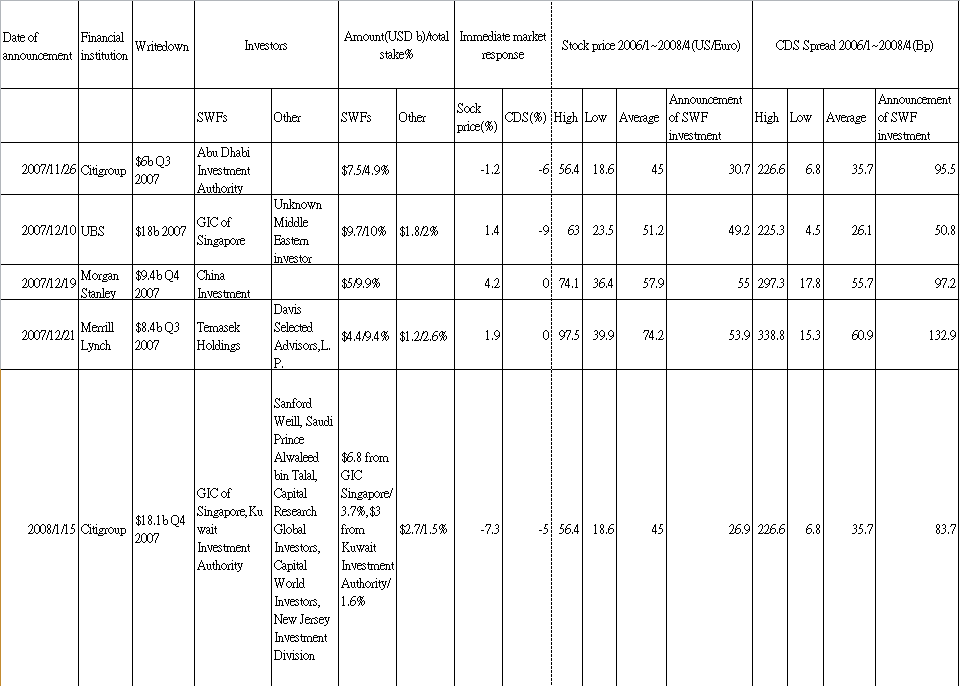 Date of announcement
Financial institution
Writedown
Investors
Amount(USD b)/total stake%
Immediate market response
Stock price 2006/1~2008/4(US/Euro)
CDS Spread 2006/1~2008/4(Bp)
SWFs
Other
SWFs
Other
Sock price(%)
CDS(%)
High
Low
Average
Announcement of SWF investment
High
Low
Average
Announcement of SWF investment
2007/11/26
Citigroup
$6b Q3 2007
Abu Dhabi Investment Authority
$7.5/4.9%
-1.2
-6
56.4
18.6
45
30.7
226.6
6.8
35.7
95.5
2007/12/10
UBS
$18b 2007
GIC of Singapore
Unknown Middle Eastern investor
$9.7/10%
$1.8/2%
1.4
-9
63
23.5
51.2
49.2
225.3
4.5
26.1
50.8
2007/12/19
Morgan Stanley
$9.4b Q4 2007
China Investment
$5/9.9%
4.2
0
74.1
36.4
57.9
55
297.3
17.8
55.7
97.2
2007/12/21
Merrill Lynch
$8.4b Q3 2007
Temasek Holdings
Davis Selected Advisors,L.P.
$4.4/9.4%
$1.2/2.6%
1.9
0
97.5
39.9
74.2
53.9
338.8
15.3
60.9
132.9
2008/1/15
Citigroup
$18.1b Q4 2007
GIC of Singapore,Kuwait Investment Authority
Sanford Weill, Saudi Prince Alwaleed bin Talal, Capital Research Global Investors, Capital World Investors, New Jersey Investment Division
$6.8 from GIC Singapore/3.7%,$3 from Kuwait Investment Authority/1.6%
$2.7/1.5%
-7.3
-5
56.4
18.6
45
26.9
226.6
6.8
35.7
83.7